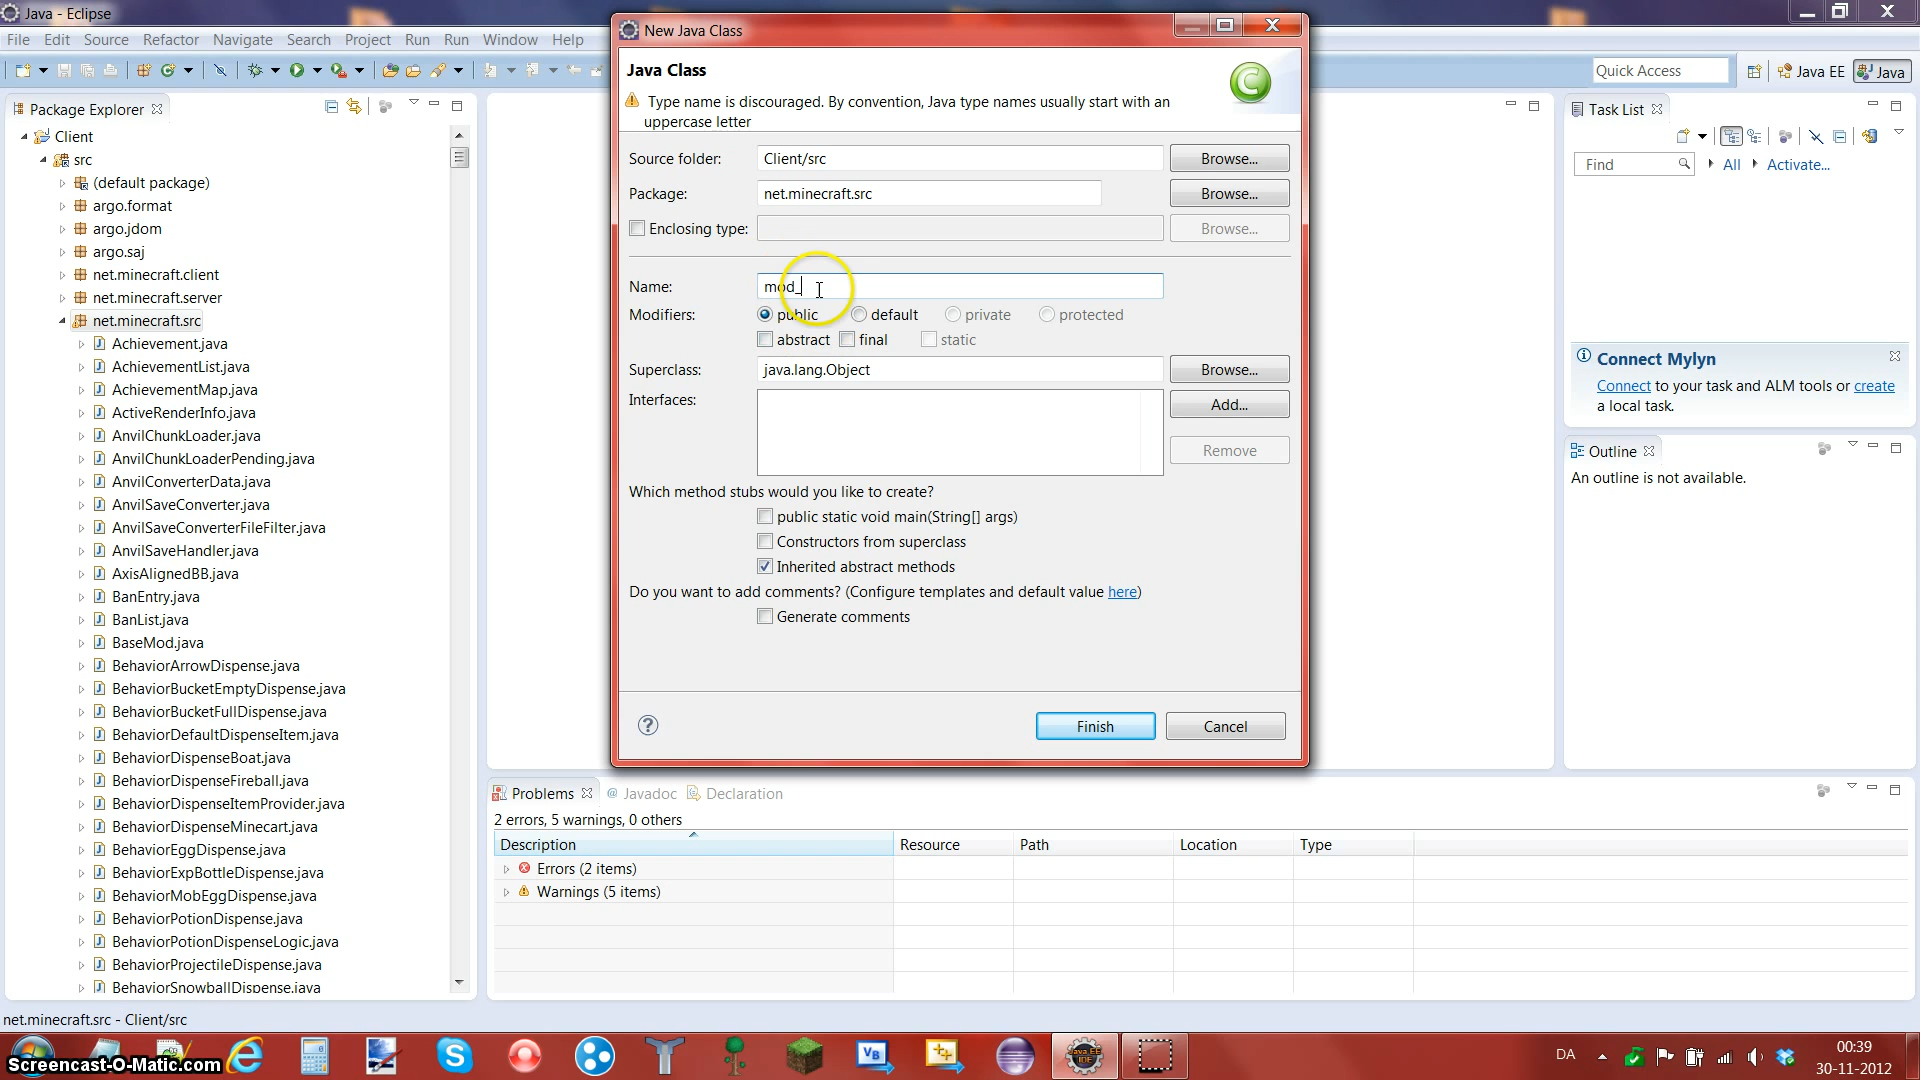 Java - Eclipse
File Edit Source Refactor Navigate Search Project Run Run Window Help
Quick Access
Java EE
Java
Package Explorer
Client
src
(default package)
argo.format
argo.jdom
argo.saj
net.minecraft.client
net.minecraft.server
net.minecraft.src
Achievement.java
AchievementList.java
AchievementMap.java
ActiveRenderInfo.java
AnvilChunkLoader.java
AnvilChunkLoaderPending.java
AnvilConverterData.java
AnvilSaveConverter.java
AnvilSaveConverterFileFilter.java
AnvilSaveHandler.java
AxisAlignedBB.java
BanEntry.java
BanList.java
BaseMod.java
BehaviorArrowDispense.java
BehaviorBucketEmptyDispense.java
BehaviorBucketFullDispense.java
BehaviorDefaultDispenseItem.java
BehaviorDispenseBoat.java
BehaviorDispenseFireball.java
BehaviorDispenseItemProvider.java
BehaviorDispenseMinecart.java
BehaviorEggDispense.java
BehaviorExpBottleDispense.java
BehaviorMobEggDispense.java
BehaviorPotionDispense.java
BehaviorPotionDispenseLogic.java
BehaviorProjectileDispense.java
BehaviorSnowballDispense.java
net.minecraft.src - Client/src
New Java Class
Java Class
Type name is discouraged. By convention, Java type names usually start with an
uppercase letter
Source folder: Client/src Browse...
Package: net.minecraft.src Browse...
Enclosing type: Browse...
Name: mod_
Modifiers: public default private protected
abstract final static
Superclass: java.lang.Object Browse...
Interfaces: Add...
Remove
Which method stubs would you like to create?
public static void main(String[] args)
Constructors from superclass
Inherited abstract methods
Do you want to add comments? (Configure templates and default value here)
Generate comments
Finish Cancel
Task List
Find All Activate...
Connect Mylyn
Connect to your task and ALM tools or create
a local task.
Outline
An outline is not available.
Problems @ Javadoc Declaration
2 errors, 5 warnings, 0 others
Description Resource Path Location Type
Errors (2 items)
Warnings (5 items)
Screencast-O-Matic.com
VB
Java EE
IDE
DA
00:39
30-11-2012